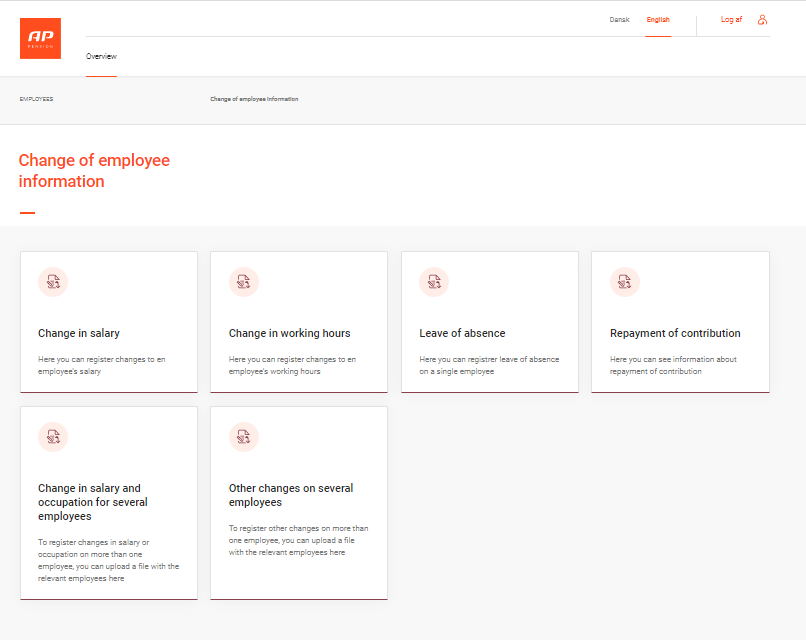 Dansk English Log af
AP
PENSION
Overview
EMPLOYEES Change of employee information
Change of employee
information
Change in salary
Here you can register changes to en
employee's salary
Change in working hours
Here you can register changes to en
employee's working hours
Leave of absence
Here you can registrer leave of absence
on a single employee
Repayment of contribution
Here you can see information about
repayment of contribution
Change in salary and
occupation for several
employees
To register changes in salary or
occupation on more than one
employee, you can upload a file with the
relevant employees here
Other changes on several
employees
To register other changes on more than
one employee, you can upload a file
with the relevant employees here